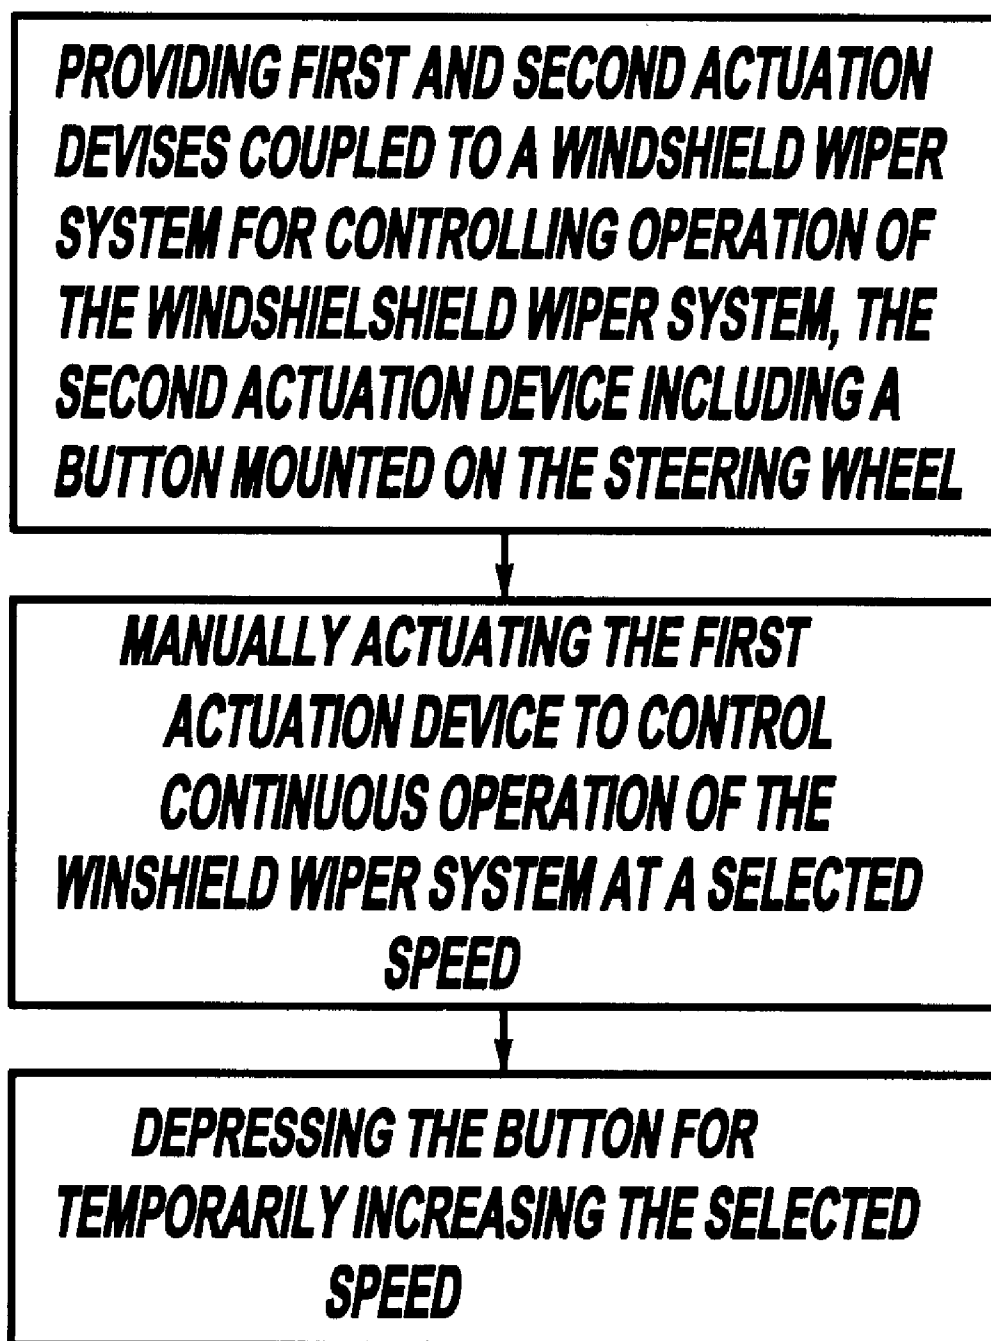 PROVIDING FIRST AND SECOND ACTUATION
DEVISES COUPLED TO A WINDSHIELD WIPER
SYSTEM FOR CONTROLLING OPERATION OF
THE WINDSHIELSHIELD WIPER SYSTEM, THE
SECOND ACTUATION DEVICE INCLUDING A
BUTTON MOUNTED ON THE STEERING WHEEL
MANUALLY ACTUATING THE FIRST
ACTUATION DEVICE TO CONTROL
CONTINUOUS OPERATION OF THE
WINSHIELD WIPER SYSTEM AT A SELECTED
SPEED
DEPRESSING THE BUTTON FOR
TEMPORARILY INCREASING THE SELECTED
SPEED